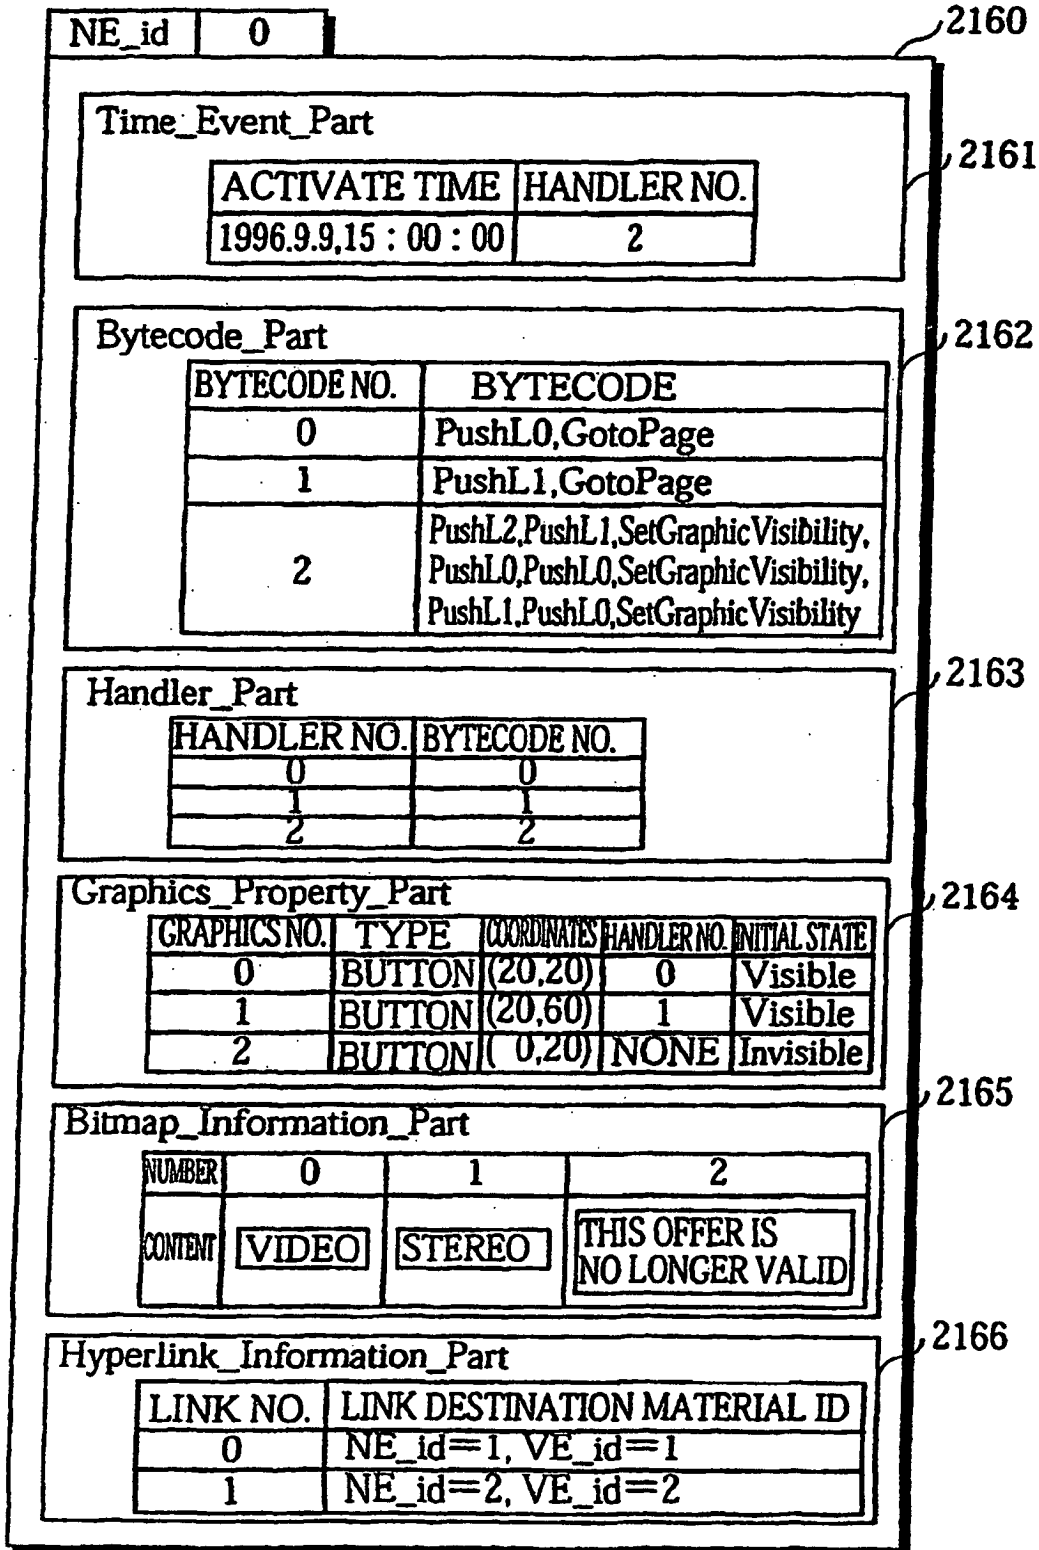 NE_id 0
2160
Time_Event_Part
2161
ACTIVATE TIME HANDLER NO.
1996.9.9,15 : 00 : 00 2
Bytecode_Part
2162
BYTECODE NO. BYTECODE
0 PushL0,GotoPage
1 PushL1,GotoPage
PushL2,PushL1,SetGraphicVisibility,
2 PushL0,PushL0,SetGraphicVisibility,
PushL1,PushL0,SetGraphicVisibility
2163
Handler_Part
HANDLER NO. BYTECODE NO.
0 0
1 1
2 2
Graphics_Property_Part
2164
GRAPHICS NO. TYPE COORDINATES HANDLER NO. INITIAL STATE
0 BUTTON (20,20) 0 Visible
1 BUTTON (20,60) 1 Visible
2 BUTTON ( 0,20) NONE Invisible
2165
Bitmap_Information_Part
NUMBER 0 1 2
CONTENT VIDEO STEREO THIS OFFER IS
NO LONGER VALID
2166
Hyperlink_Information_Part
LINK NO. LINK DESTINATION MATERIAL ID
0 NE_id=1, VE_id=1
1 NE_id=2, VE_id=2